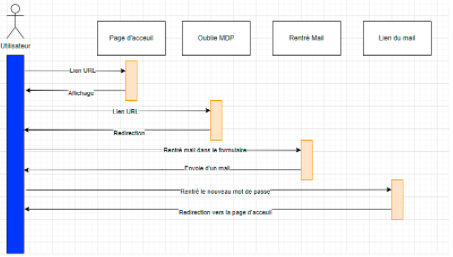 Page d'acceuil
Oublie MDP
Rentré Mail
Lien du mail
Utilisateur
Lien URL
Affichage
Lien URL
Redirection
Rentré mail dans le formulaire
Envoie d'un mail
Rentré le nouveau mot de passe
Redirection vers la page d'acceuil